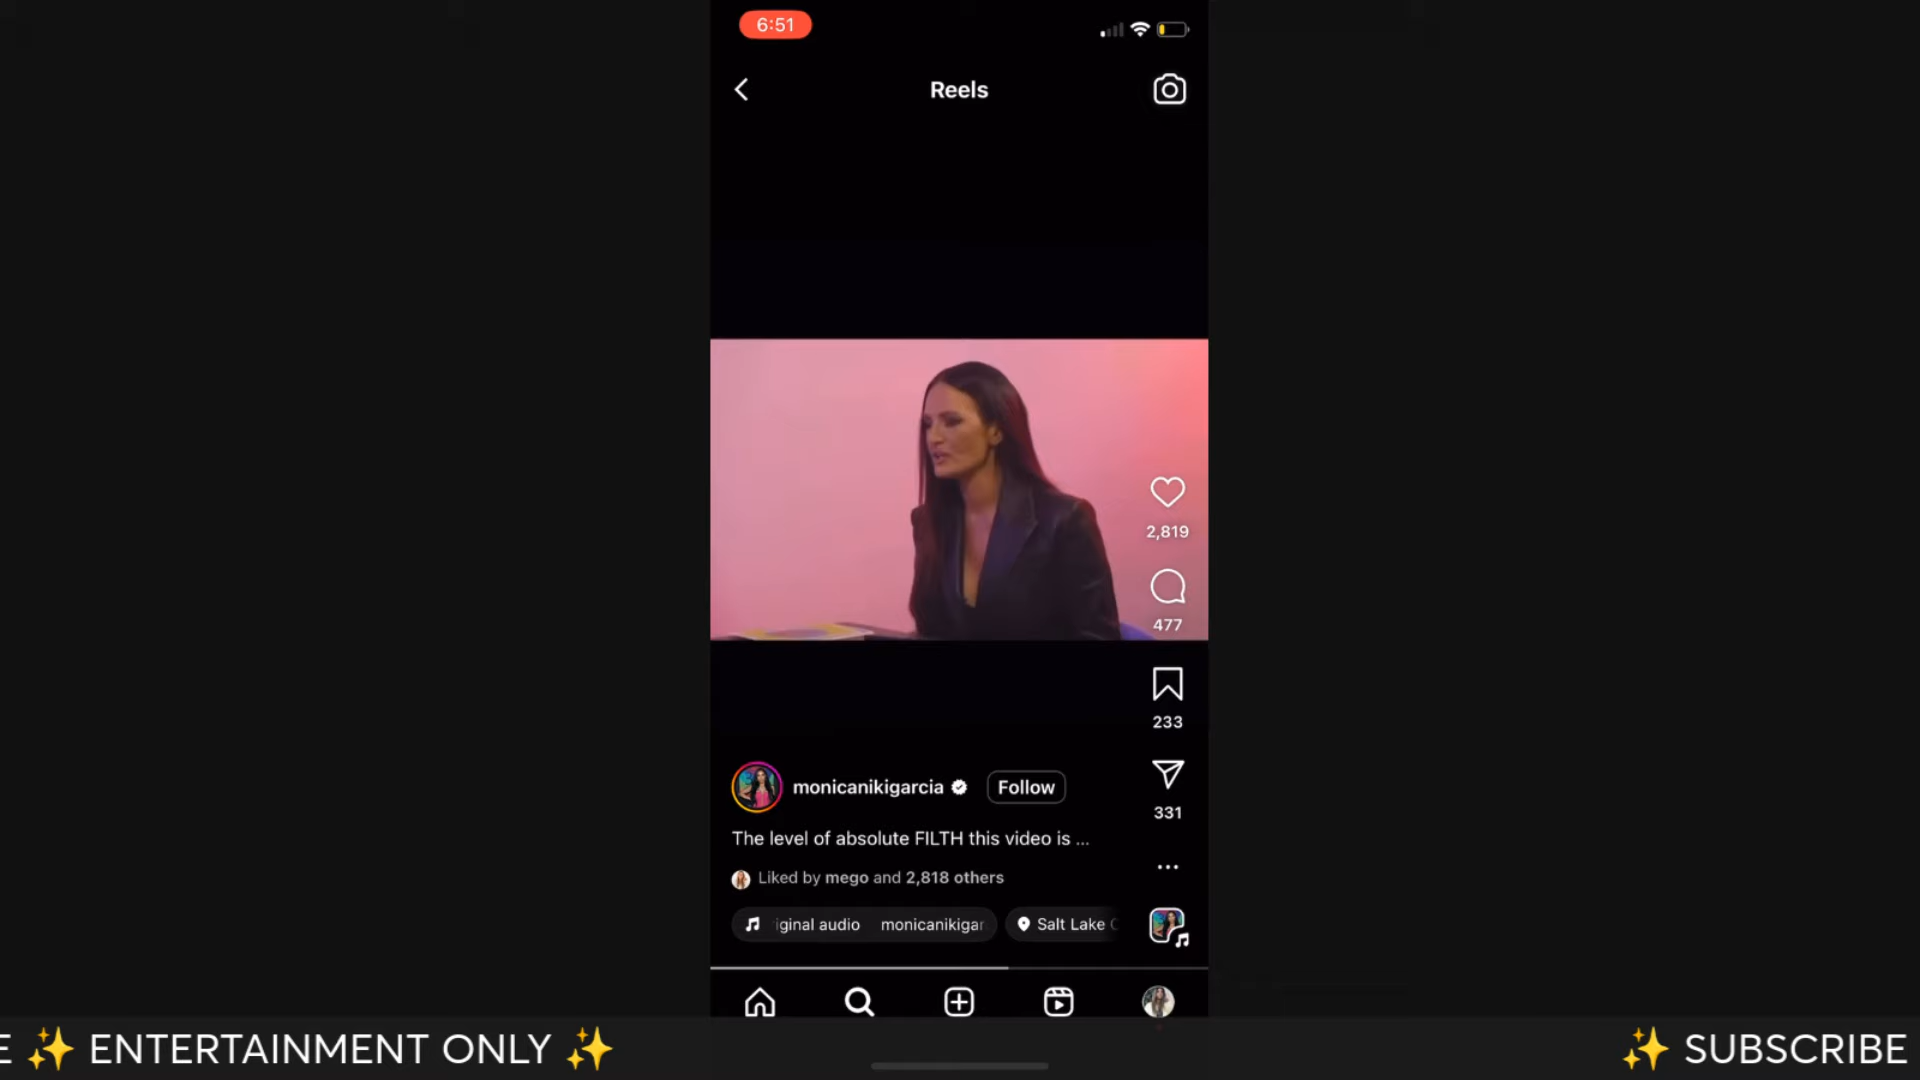 6:51
Reels
2,819
477
233
monicanikigarcia
Follow
331
The level of absolute FILTH this video is ...
Liked by mego and 2,818 others
iginal audio monicanikigar
Salt Lake C
E ✨ ENTERTAINMENT ONLY ✨
✨ SUBSCRIBE